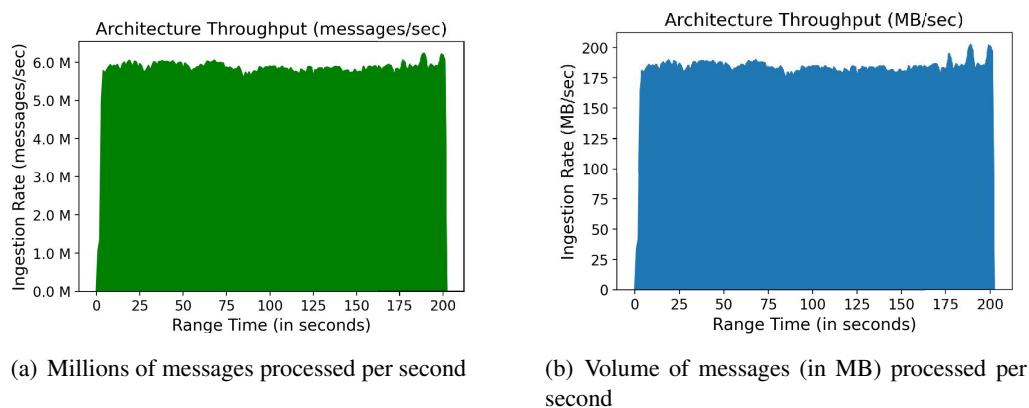 Architecture Throughput (messages/sec)
Ingestion Rate (messages/sec)
6.0 M
5.0 M
4.0 M
3.0 M
2.0 M
1.0 M
0.0 M
0 25 50 75 100 125 150 175 200
Range Time (in seconds)
(a) Millions of messages processed per second
Architecture Throughput (MB/sec)
Ingestion Rate (MB/sec)
200
175
150
125
100
75
50
25
0
0 25 50 75 100 125 150 175 200
Range Time (in seconds)
(b) Volume of messages (in MB) processed per
second